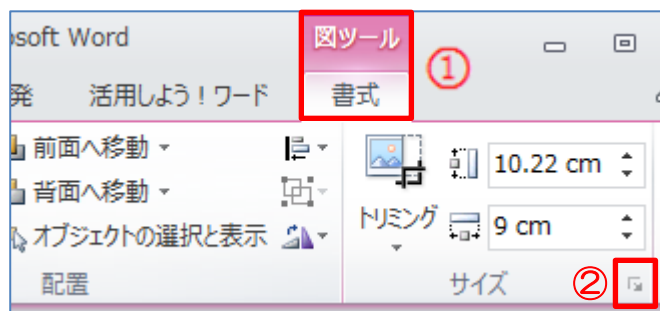 osoft Word
図ツール
①
発 活用しよう！ワード 書式
前面へ移動
背面へ移動
オブジェクトの選択と表示
配置
トリミング
10.22 cm
9 cm
サイズ
②